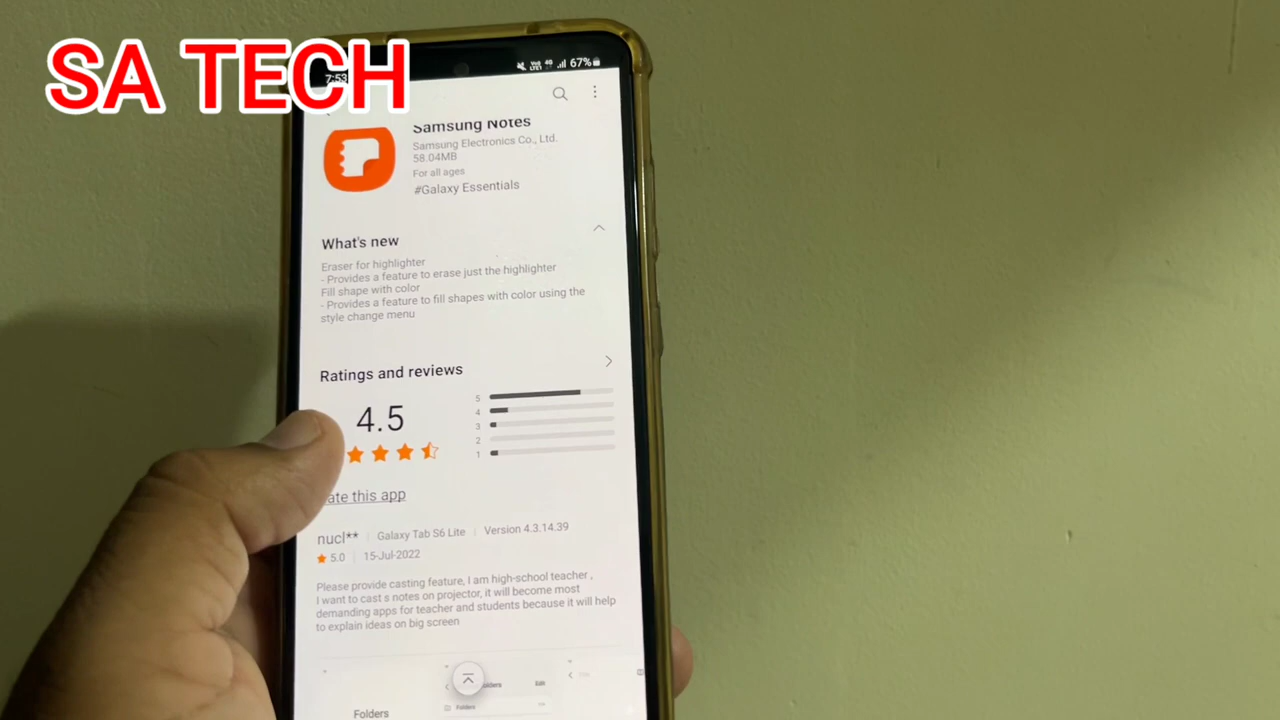 SA TECH
7:53
67%
Samsung Notes
Samsung Electronics Co., Ltd.
58.04MB
For all ages
#Galaxy Essentials
What's new
Eraser for highlighter
- Provides a feature to erase just the highlighter
Fill shape with color
- Provides a feature to fill shapes with color using the
style change menu
Ratings and reviews
4.5
5
4
3
2
1
ate this app
nucl** | Galaxy Tab S6 Lite | Version 4.3.14.39
5.0 | 15-Jul-2022
Please provide casting feature, I am high-school teacher ,
I want to cast s notes on projector, it will become most
demanding apps for teacher and students because it will help
to explain ideas on big screen
Edit
Folders
Folders